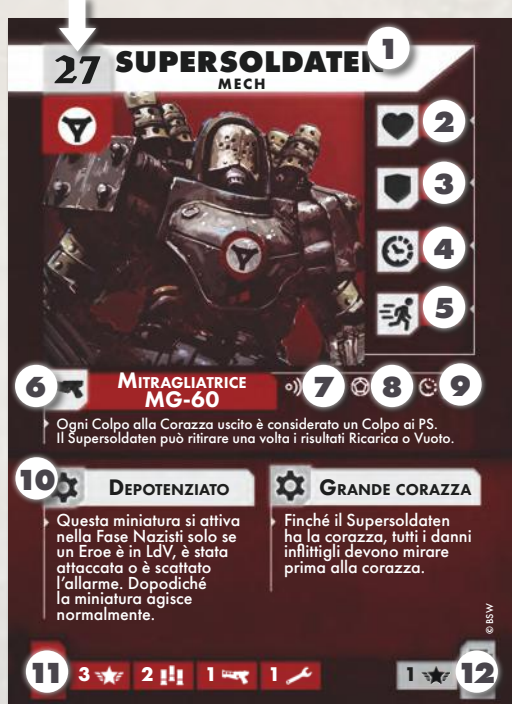 27 SUPERSOLDATEN 1
MECH
2
3
4
5
6 MITRAGLIATRICE
MG-60
7 8 9
Ogni Colpo alla Corazza uscito è considerato un Colpo ai PS.
Il Supersoldaten può ritirare una volta i risultati Ricarica o Vuoto.
10 DEPOTENZIATO
Questa miniatura si attiva
nella Fase Nazisti solo se
un Eroe è in LdV, è stata
attaccata o è scattato
l'allarme. Dopodiché
la miniatura agisce
normalmente.
GRANDE CORAZZA
Finché il Supersoldaten
ha la corazza, tutti i danni
inflittigli devono mirare
prima alla corazza.
© BSW
11 3 2 1 1 1 12